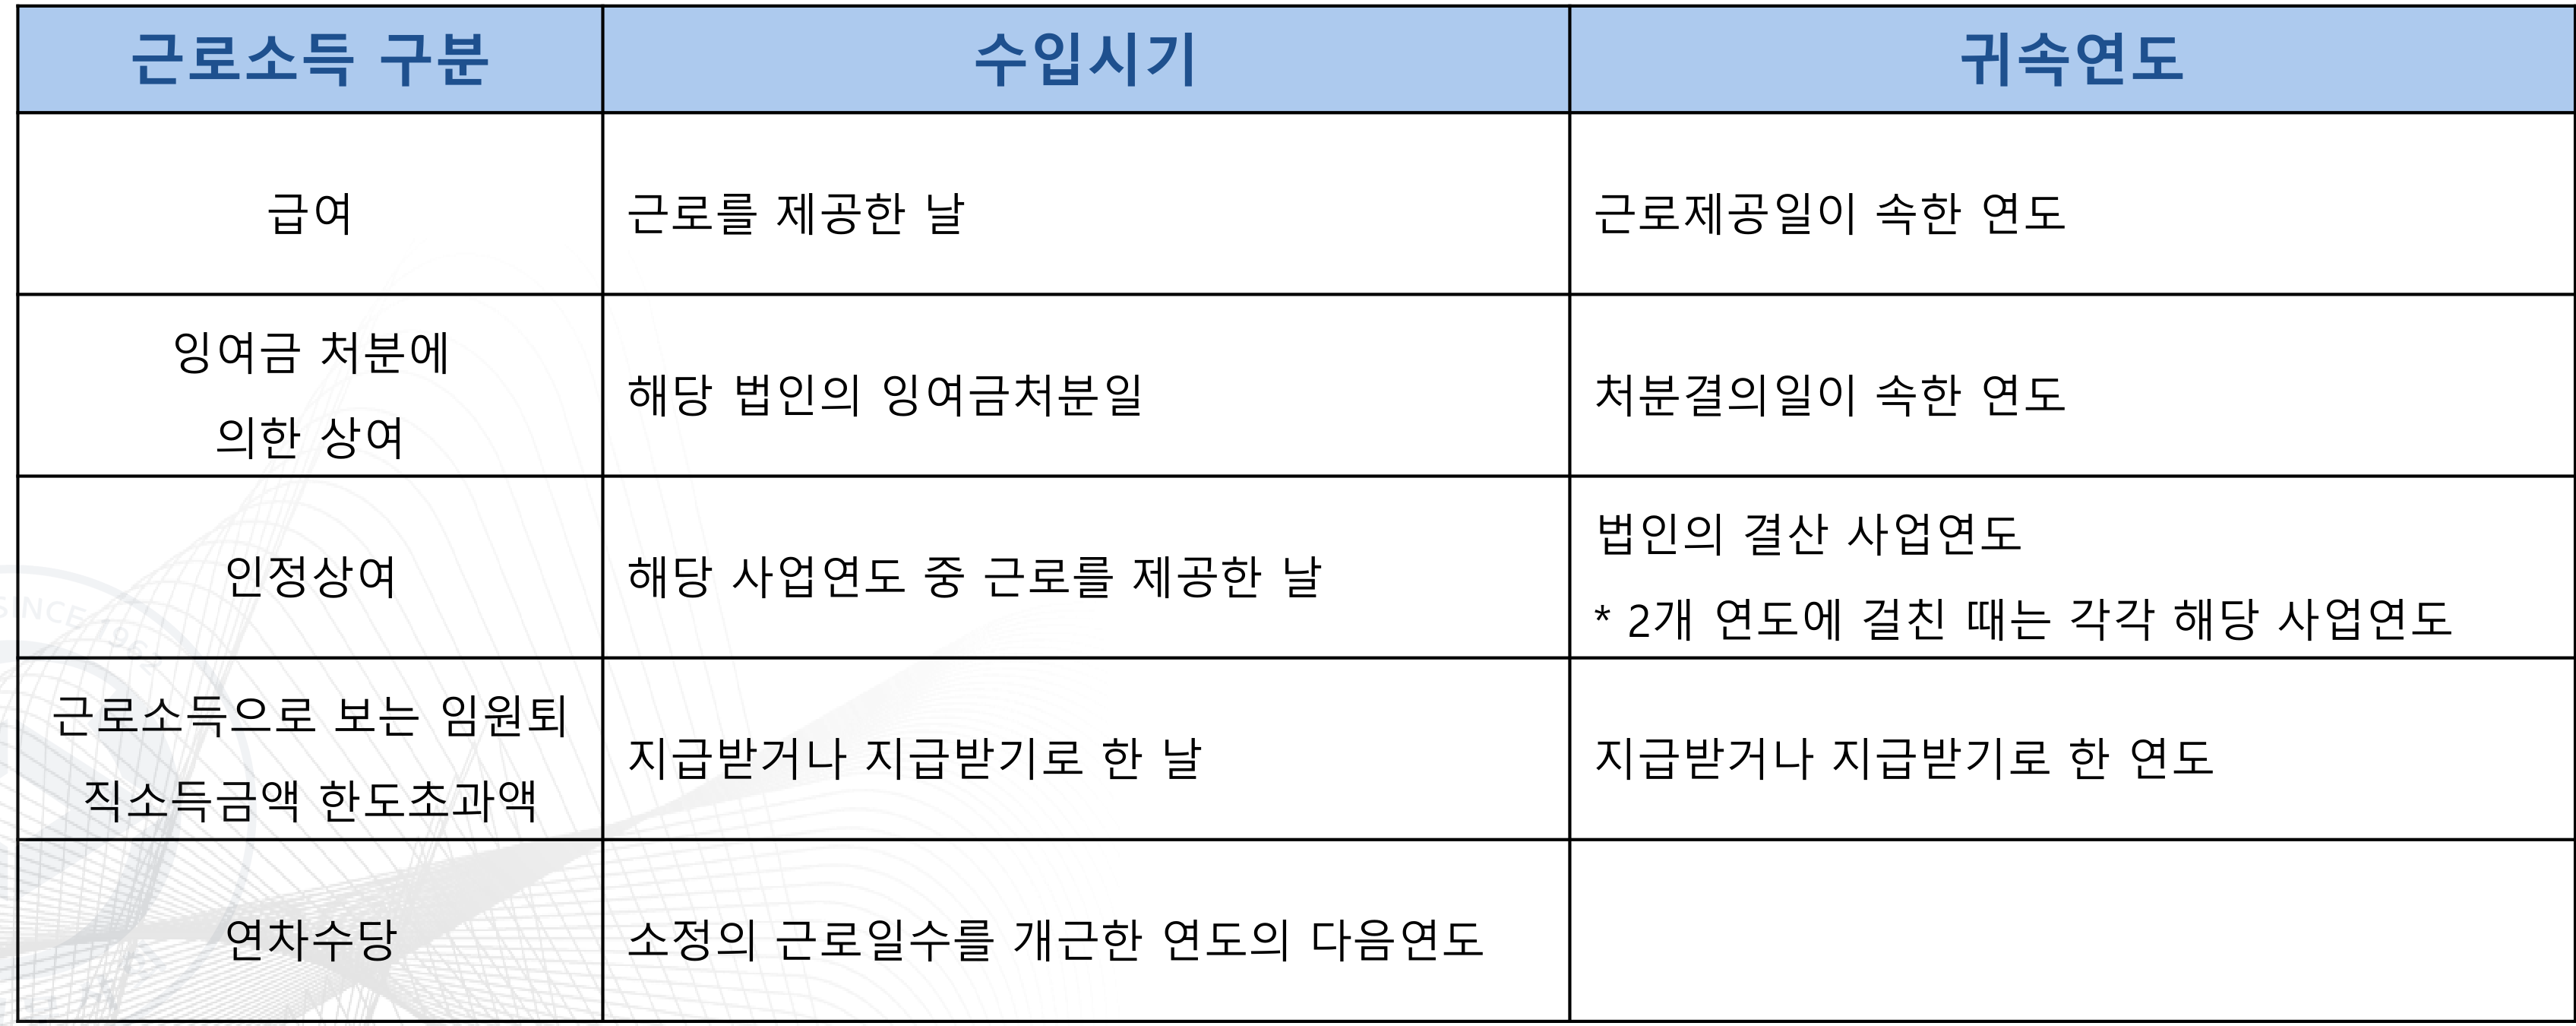 근로소득 구분 수입시기 귀속연도
급여 근로를 제공한 날 근로제공일이 속한 연도
잉여금 처분에
의한 상여
해당 법인의 잉여금처분일 처분결의일이 속한 연도
인정상여 해당 사업연도 중 근로를 제공한 날
법인의 결산 사업연도
* 2개 연도에 걸친 때는 각각 해당 사업연도
근로소득으로 보는 임원퇴
직소득금액 한도초과액
지급받거나 지급받기로 한 날 지급받거나 지급받기로 한 연도
연차수당 소정의 근로일수를 개근한 연도의 다음연도
SINCE 1962